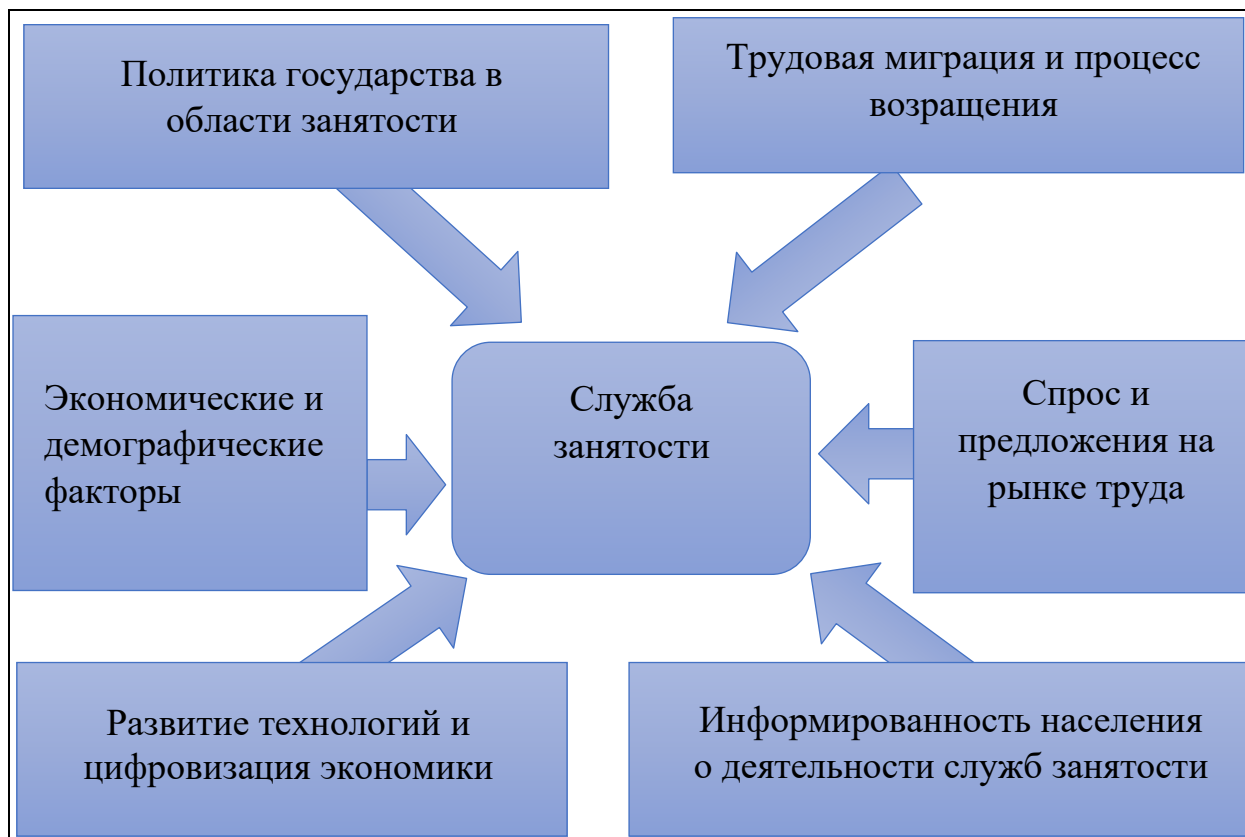 Политика государства в
области занятости
Трудовая миграция и процесс
возращения
Экономические и
демографические
факторы
Служба
занятости
Спрос и
предложения на
рынке труда
Развитие технологий и
цифровизация экономики
Информированность населения
о деятельности служб занятости